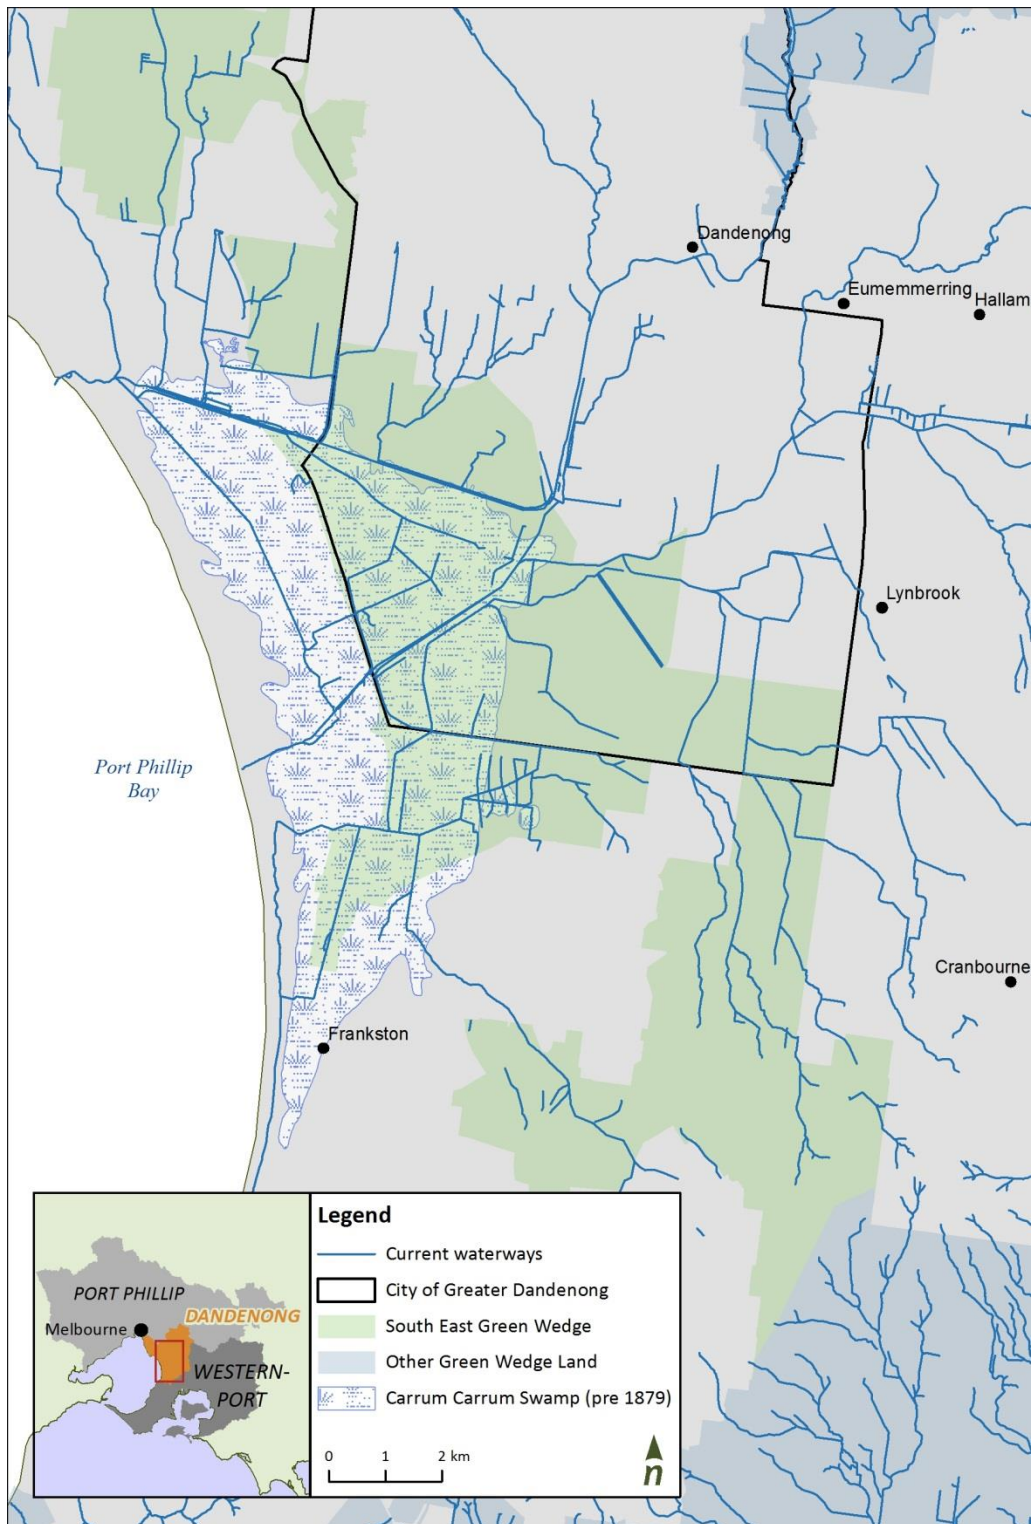 Dandenong
Eumemmerring
Hallam
Lynbrook
Port Phillip
Bay
Cranbourne
Frankston
PORT PHILLIP
DANDENONG
Melbourne
WESTERN-
PORT
Legend
Current waterways
City of Greater Dandenong
South East Green Wedge
Other Green Wedge Land
Carrum Carrum Swamp (pre 1879)
0 1 2 km
n